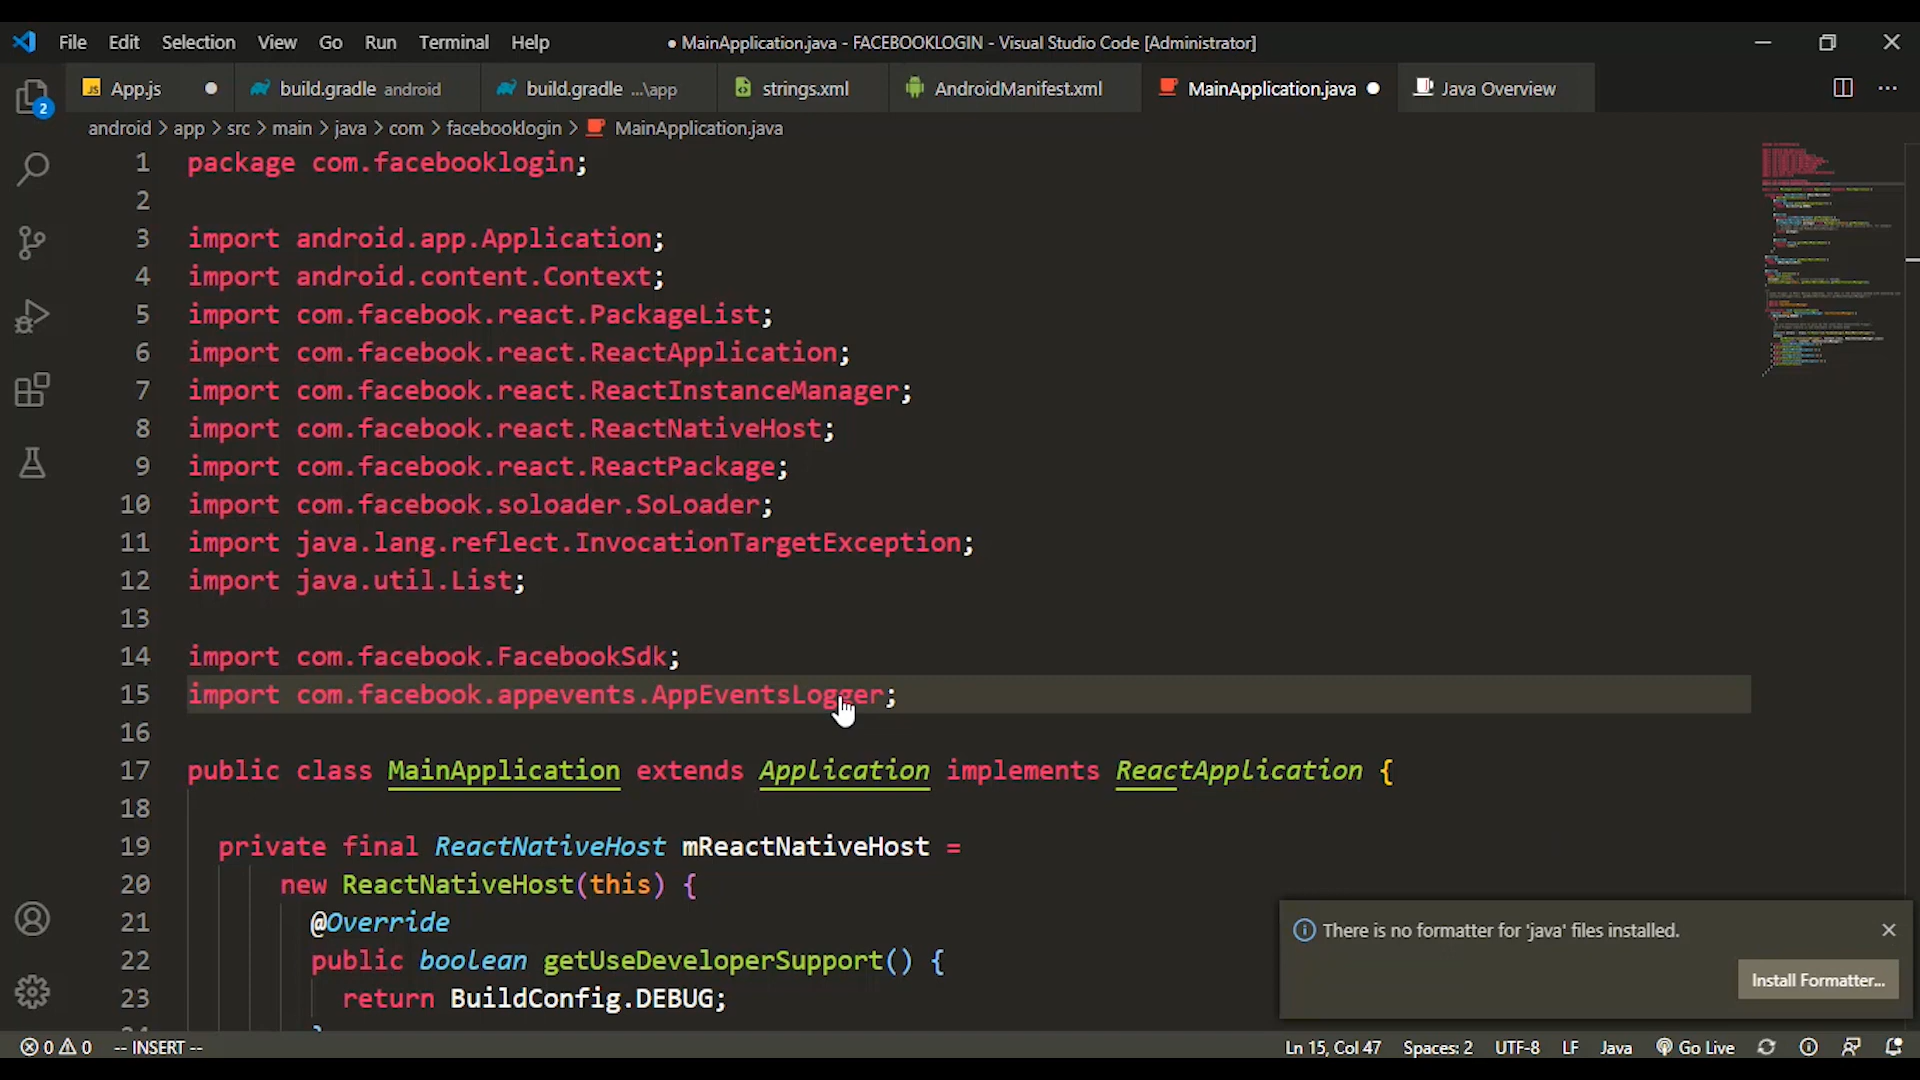 File Edit Selection View Go Run Terminal Help ● MainApplication.java - FACEBOOKLOGIN - Visual Studio Code [Administrator]
JS App.js build.gradle android build.gradle ...\app strings.xml AndroidManifest.xml MainApplication.java Java Overview
android > app > src > main > java > com > facebooklogin > MainApplication.java
2
1 package com.facebooklogin;
2
3 import android.app.Application;
4 import android.content.Context;
5 import com.facebook.react.PackageList;
6 import com.facebook.react.ReactApplication;
7 import com.facebook.react.ReactInstanceManager;
8 import com.facebook.react.ReactNativeHost;
9 import com.facebook.react.ReactPackage;
10 import com.facebook.soloader.SoLoader;
11 import java.lang.reflect.InvocationTargetException;
12 import java.util.List;
13
14 import com.facebook.FacebookSdk;
15 import com.facebook.appevents.AppEventsLogger;
16
17 public class MainApplication extends Application implements ReactApplication {
18
19 private final ReactNativeHost mReactNativeHost =
20 new ReactNativeHost(this) {
21 @Override
22 public boolean getUseDeveloperSupport() {
23 return BuildConfig.DEBUG;
There is no formatter for 'java' files installed.
Install Formatter...
0 0 -- INSERT -- Ln 15, Col 47 Spaces: 2 UTF-8 LF Java Go Live